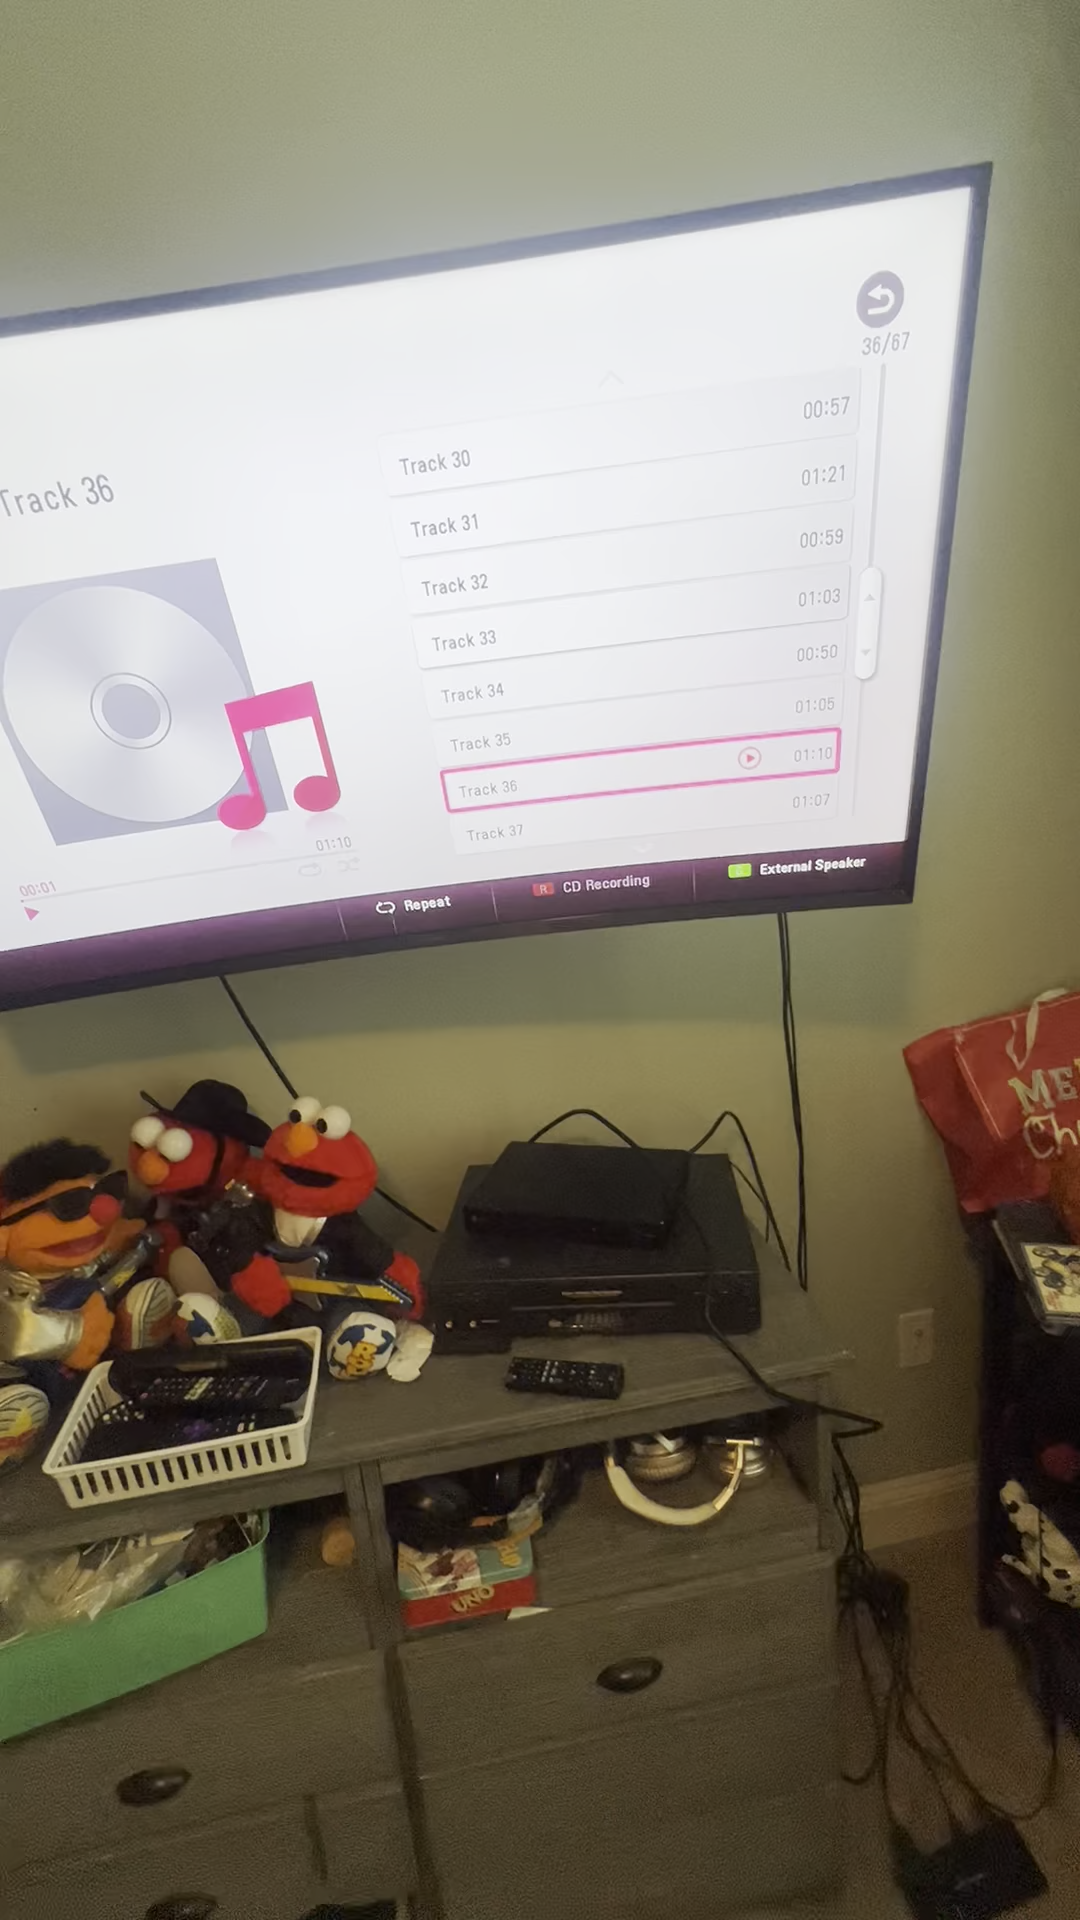 36/67
00:57
Track 30
01:21
Track 31
00:59
Track 32
01:03
Track 33
00:50
Track 34
01:05
Track 35
01:10
Track 36
01:07
Track 37
Track 36
01:10
00:01
Repeat
R CD Recording
External Speaker
ME
Ch
UNO